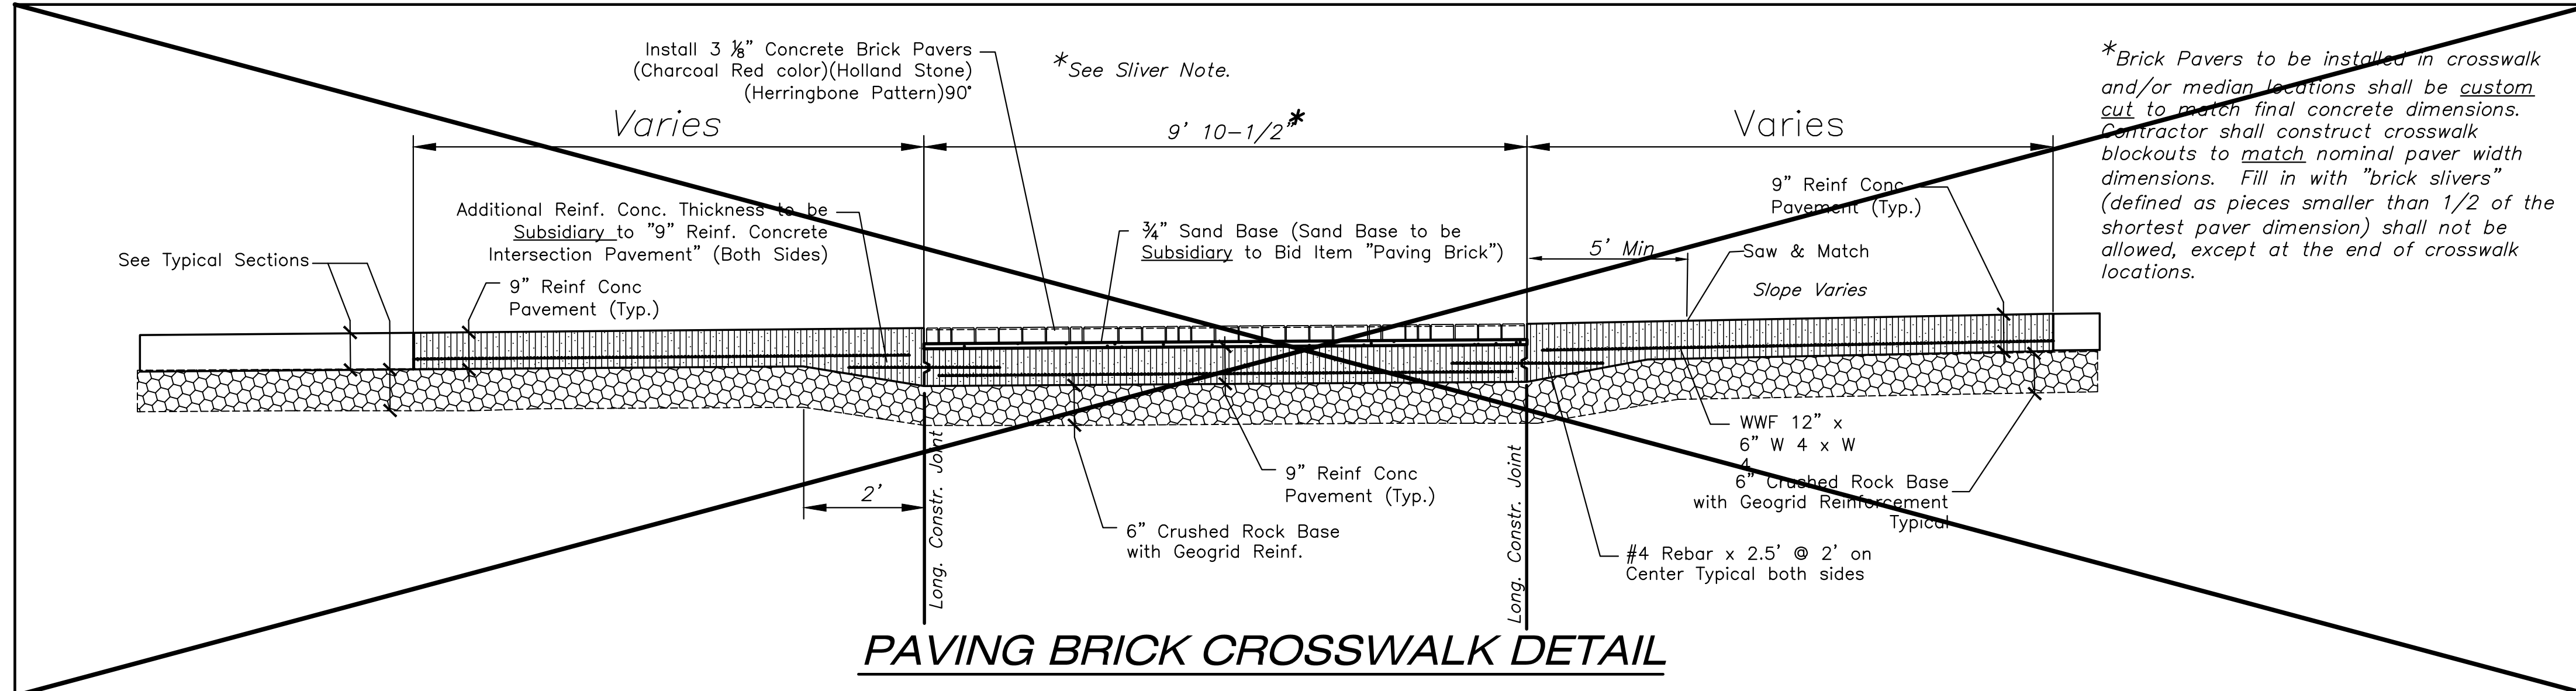 Install 3 ⅛" Concrete Brick Pavers
(Charcoal Red color)(Holland Stone)
(Herringbone Pattern)90°
*See Sliver Note.
*Brick Pavers to be installed in crosswalk
and/or median locations shall be custom
cut to match final concrete dimensions.
Contractor shall construct crosswalk
blockouts to match nominal paver width
dimensions. Fill in with "brick slivers"
(defined as pieces smaller than 1/2 of the
shortest paver dimension) shall not be
allowed, except at the end of crosswalk
locations.
Varies
9' 10-1/2"*
Varies
Additional Reinf. Conc. Thickness to be
Subsidiary to "9" Reinf. Concrete
Intersection Pavement" (Both Sides)
See Typical Sections
9" Reinf Conc
Pavement (Typ.)
¾" Sand Base (Sand Base to be
Subsidiary to Bid Item "Paving Brick")
9" Reinf Conc
Pavement (Typ.)
5' Min
Saw & Match
Slope Varies
2'
Long. Constr. Joint
6" Crushed Rock Base
with Geogrid Reinf.
9" Reinf Conc
Pavement (Typ.)
Long. Constr. Joint
WWF 12" x
6" W 4 x W
4
6" Crushed Rock Base
with Geogrid Reinforcement
Typical
#4 Rebar x 2.5' @ 2' on
Center Typical both sides
PAVING BRICK CROSSWALK DETAIL